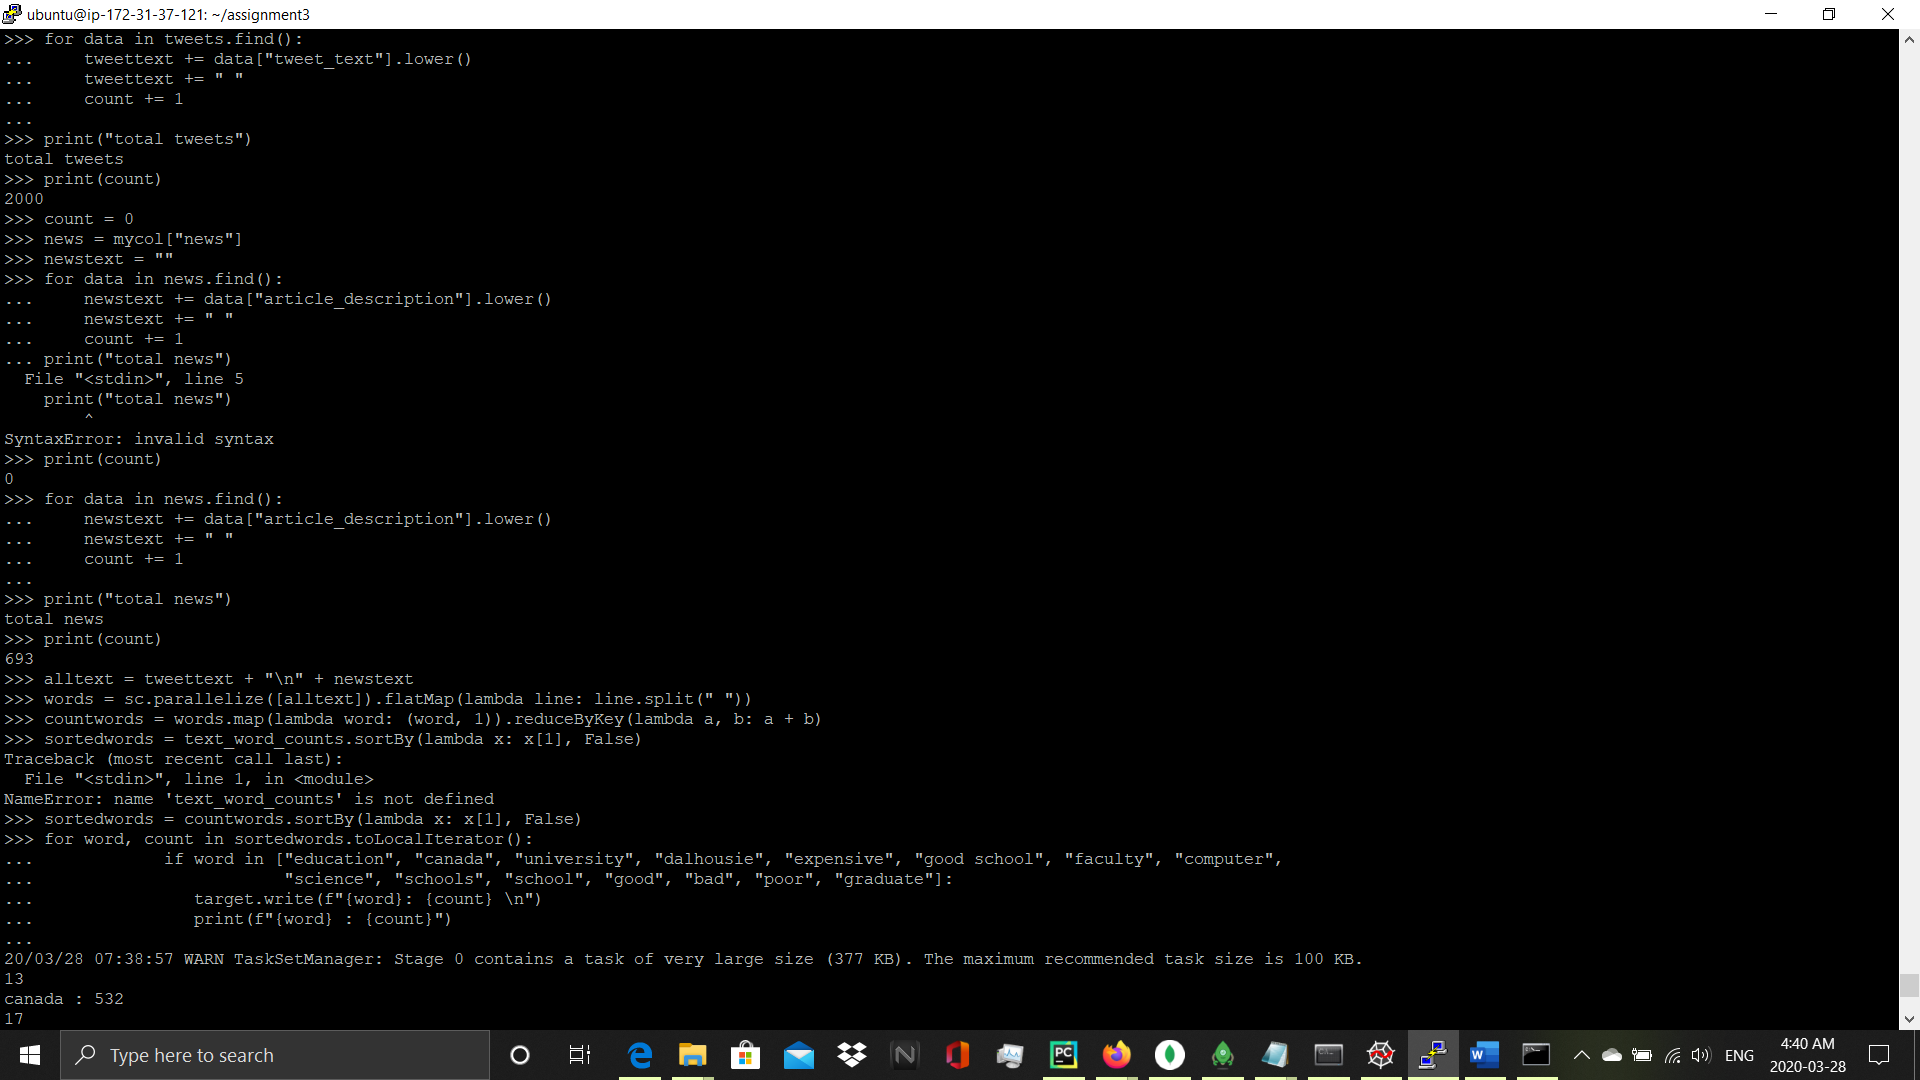 ubuntu@ip-172-31-37-121: ~/assignment3
>>> for data in tweets.find():
...     tweettext += data["tweet_text"].lower()
...     tweettext += " "
...     count += 1
...
>>> print("total tweets")
total tweets
>>> print(count)
2000
>>> count = 0
>>> news = mycol["news"]
>>> newstext = ""
>>> for data in news.find():
...     newstext += data["article_description"].lower()
...     newstext += " "
...     count += 1
... print("total news")
  File "<stdin>", line 5
    print("total news")
        ^
SyntaxError: invalid syntax
>>> print(count)
0
>>> for data in news.find():
...     newstext += data["article_description"].lower()
...     newstext += " "
...     count += 1
...
>>> print("total news")
total news
>>> print(count)
693
>>> alltext = tweettext + "\n" + newstext
>>> words = sc.parallelize([alltext]).flatMap(lambda line: line.split(" "))
>>> countwords = words.map(lambda word: (word, 1)).reduceByKey(lambda a, b: a + b)
>>> sortedwords = text_word_counts.sortBy(lambda x: x[1], False)
Traceback (most recent call last):
  File "<stdin>", line 1, in <module>
NameError: name 'text_word_counts' is not defined
>>> sortedwords = countwords.sortBy(lambda x: x[1], False)
>>> for word, count in sortedwords.toLocalIterator():
...             if word in ["education", "canada", "university", "dalhousie", "expensive", "good school", "faculty", "computer",
...                         "science", "schools", "school", "good", "bad", "poor", "graduate"]:
...                target.write(f"{word}: {count} \n")
...                print(f"{word} : {count}")
...
20/03/28 07:38:57 WARN TaskSetManager: Stage 0 contains a task of very large size (377 KB). The maximum recommended task size is 100 KB.
13
canada : 532
17
Type here to search
ENG
4:40 AM
2020-03-28